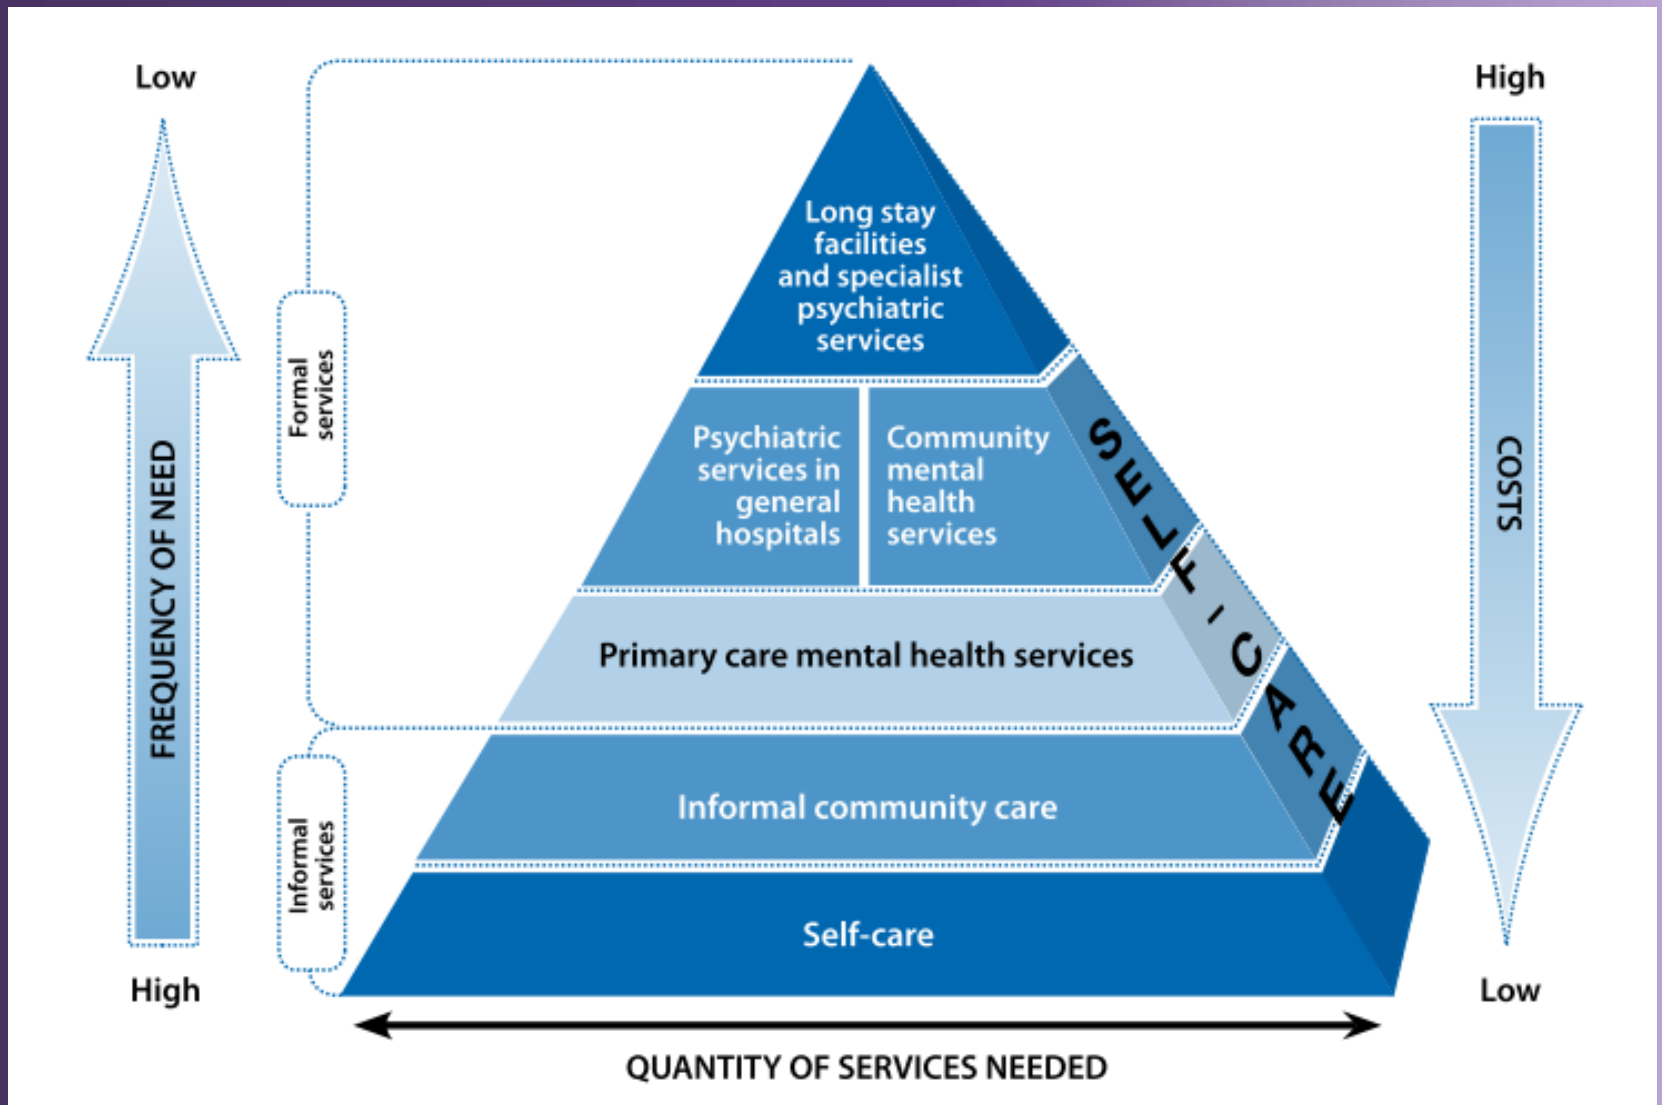 Low
High
Long stay
facilities
and specialist
psychiatric
services
Formal
services
Psychiatric
services in
general
hospitals
Community
mental
health
services
SELF-CARE
FREQUENCY OF NEED
COSTS
Primary care mental health services
Informal community care
Informal
services
Self-care
High
Low
QUANTITY OF SERVICES NEEDED